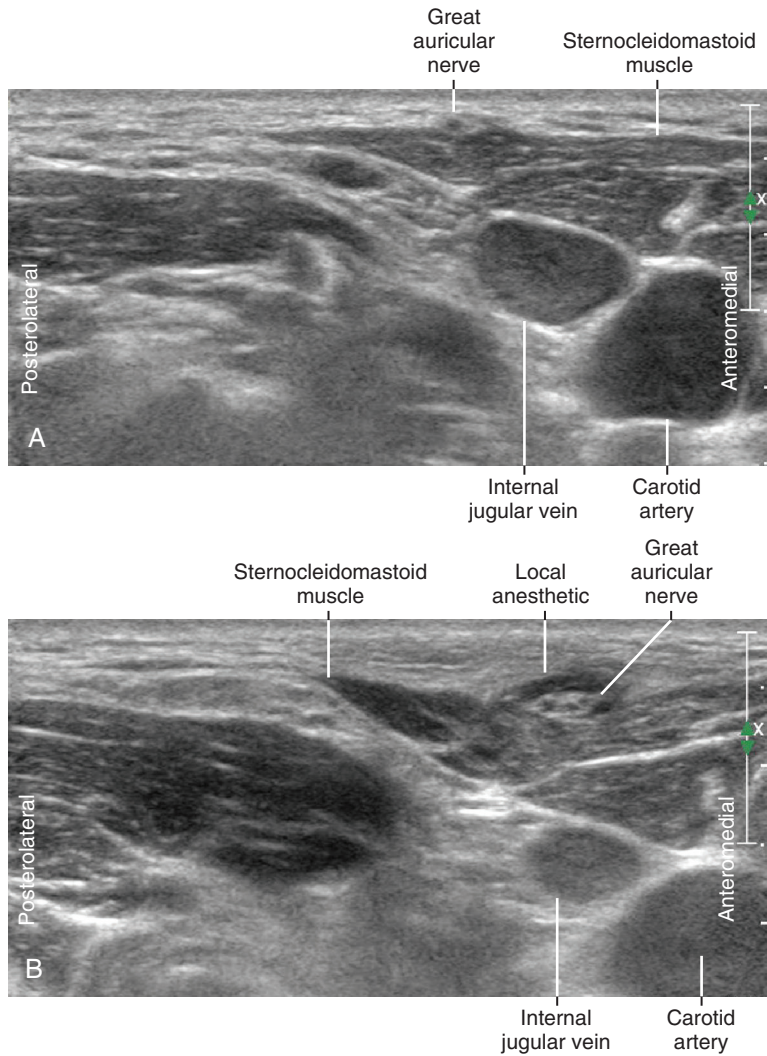 Great
auricular
nerve
Sternocleidomastoid
muscle
Posterolateral
Anteromedial
X
A
Internal
jugular vein
Carotid
artery
Sternocleidomastoid
muscle
Local
anesthetic
Great
auricular
nerve
Posterolateral
Anteromedial
X
B
Internal
jugular vein
Carotid
artery